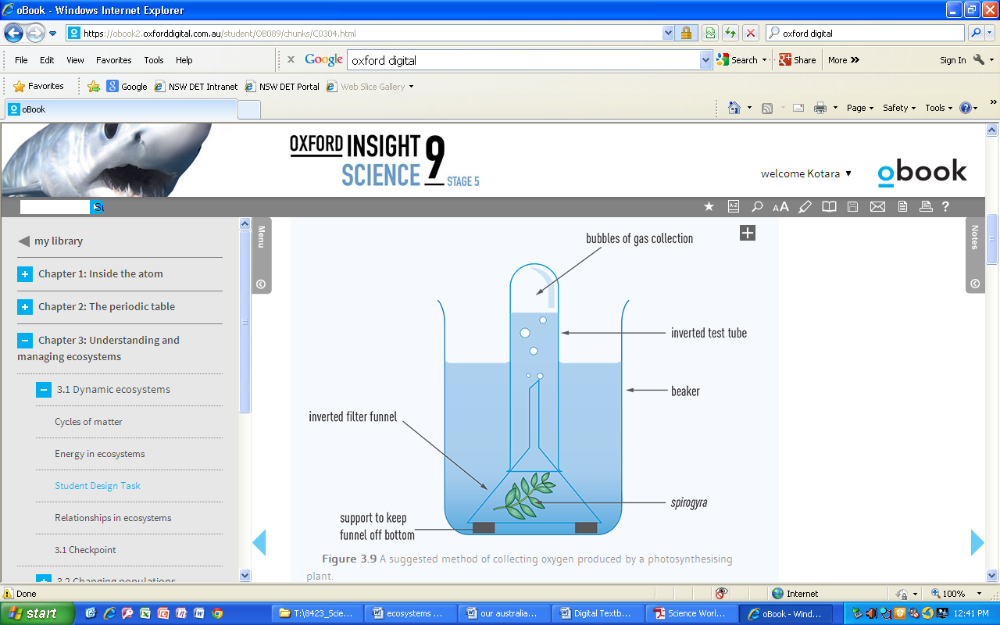 oBook - Windows Internet Explorer
https://obook2.oxforddigital.com.au/student/OB089/chunks/C0304.html
oxford digital
File Edit View Favorites Tools Help
x Google oxford digital Search Share More » Sign In
Favorites Google NSW DET Intranet NSW DET Portal Web Slice Gallery
oBook
Page Safety Tools »
OXFORD INSIGHT
SCIENCE 9 STAGE 5
welcome Kotara ▼ obook
A-Z AA ?
my library
Chapter 1: Inside the atom
Chapter 2: The periodic table
Chapter 3: Understanding and
managing ecosystems
3.1 Dynamic ecosystems
Cycles of matter
Energy in ecosystems
Student Design Task
Relationships in ecosystems
3.1 Checkpoint
3.2 Changing populations
Menu
Notes
bubbles of gas collection
inverted test tube
beaker
inverted filter funnel
spirogyra
support to keep
funnel off bottom
Figure 3.9 A suggested method of collecting oxygen produced by a photosynthesising
plant.
Done Internet 100%
start T:\8423_Scie... ecosystems ... our australia... Digital Textb... Science Worl... oBook - Wind... 12:41 PM